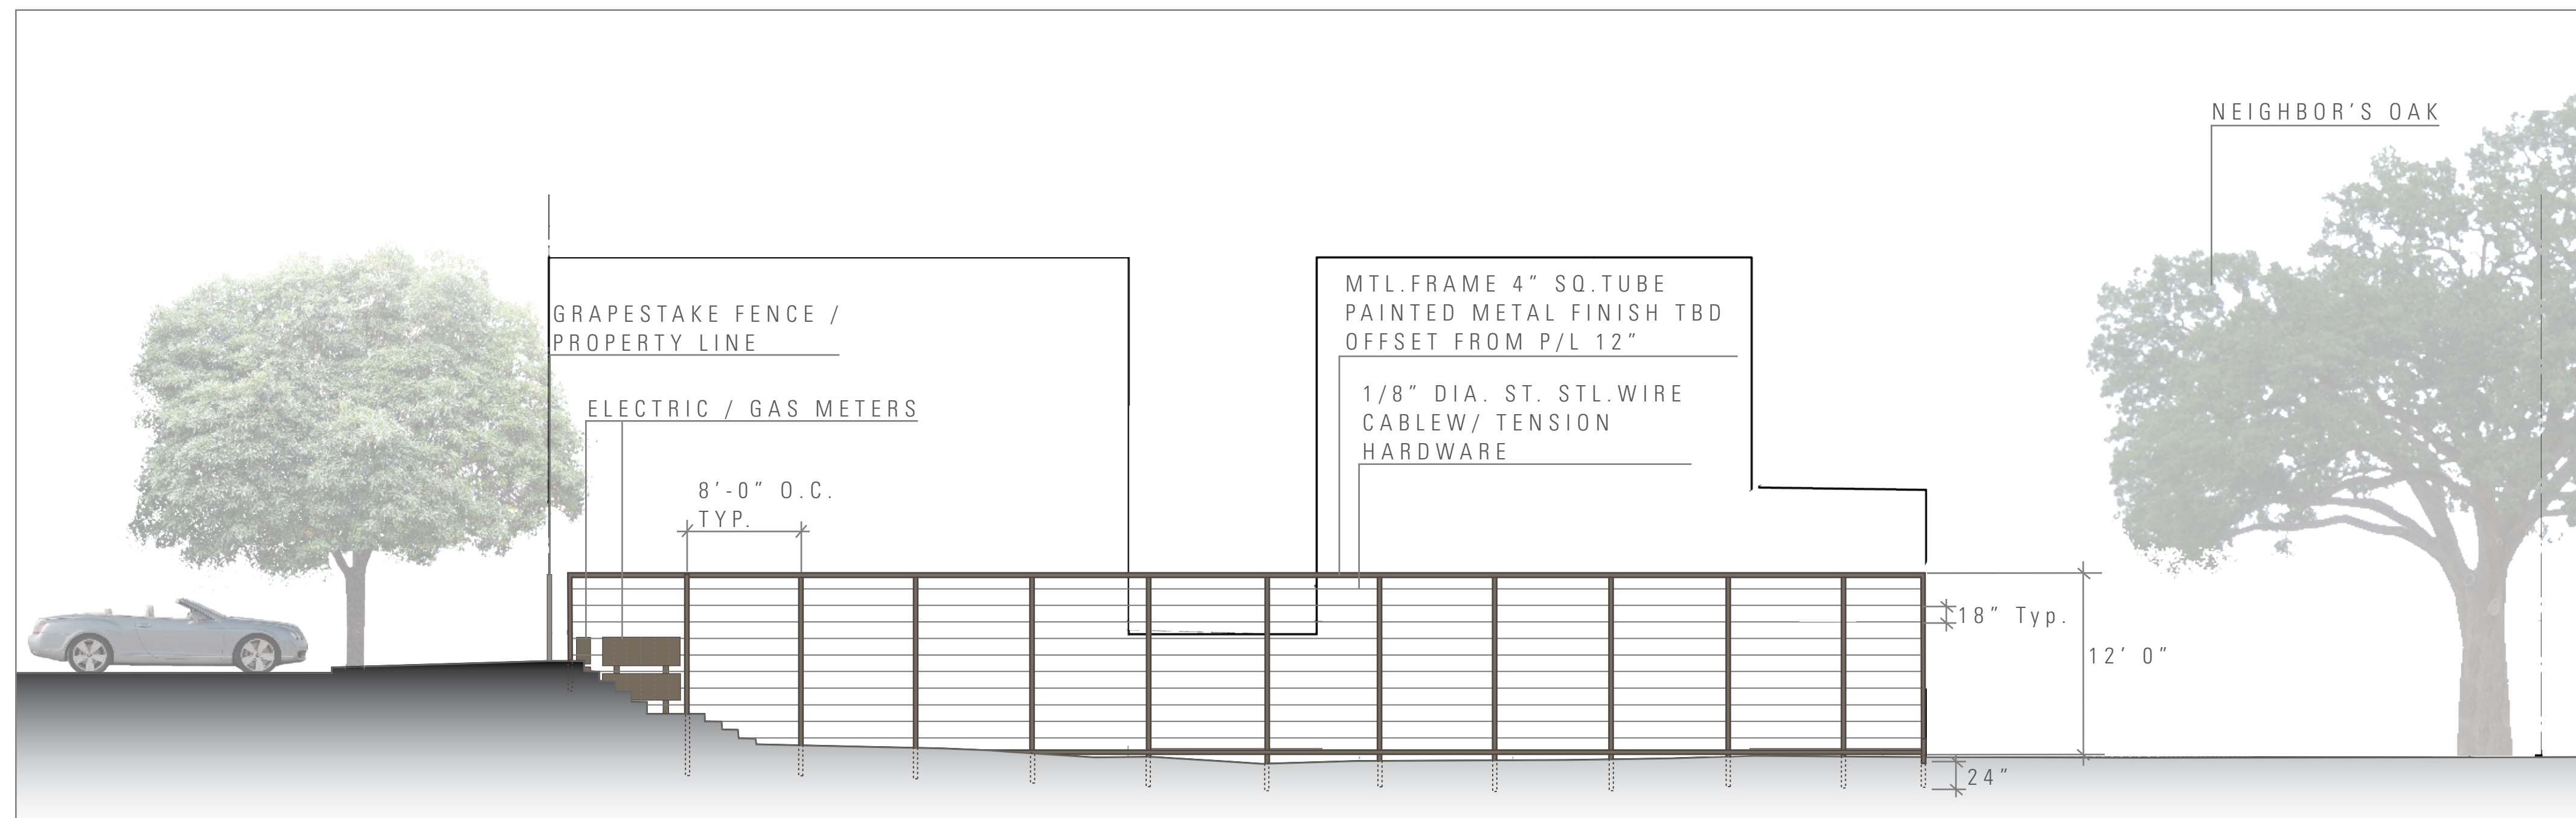 NEIGHBOR'S OAK
GRAPESTAKE FENCE /
PROPERTY LINE
ELECTRIC / GAS METERS
8'-0" O.C.
TYP.
MTL.FRAME 4" SQ.TUBE
PAINTED METAL FINISH TBD
OFFSET FROM P/L 12"
1/8" DIA. ST. STL.WIRE
CABLEW/ TENSION
HARDWARE
18" Typ.
12' 0"
24"